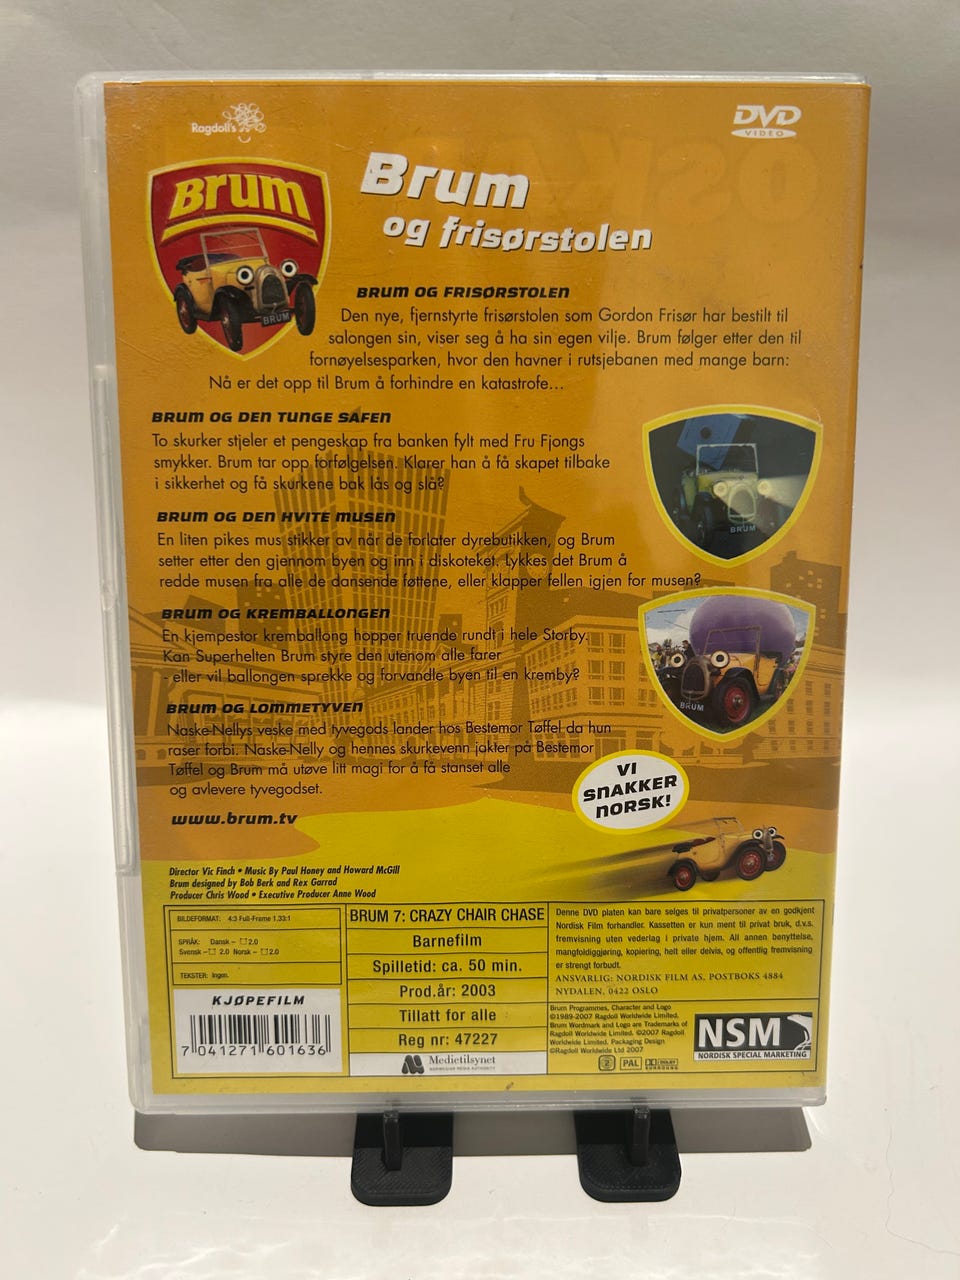 Ragdoll's
DVD
VIDEO
Brum
BRUM
Brum
og frisørstolen
BRUM OG FRISØRSTOLEN
Den nye, fjernstyrte frisørstolen som Gordon Frisør har bestilt til
salongen sin, viser seg å ha sin egen vilje. Brum følger etter den til
fornøyelsesparken, hvor den havner i rutsjebanen med mange barn:
Nå er det opp til Brum å forhindre en katastrofe...
BRUM OG DEN TUNGE SAFEN
To skurker stjeler et pengeskap fra banken fylt med Fru Fjongs
smykker. Brum tar opp forfølgelsen. Klarer han å få skapet tilbake
i sikkerhet og få skurkene bak lås og slå?
BRUM
BRUM OG DEN HVITE MUSEN
En liten pikes mus stikker av når de forlater dyrebutikken, og Brum
setter etter den gjennom byen og inn i diskoteket. Lykkes det Brum å
redde musen fra alle de dansende føttene, eller klapper fellen igjen for musen?
BRUM OG KREMBALLONGEN
En kjempestor kremballong hopper truende rundt i hele Storby.
Kan Superhelten Brum styre den utenom alle farer
- eller vil ballongen sprekke og forvandle byen til en kremby?
BRUM
BRUM OG LOMMETYVEN
Naske-Nellys veske med tyvegods lander hos Bestemor Tøffel da hun
raser forbi. Naske-Nelly og hennes skurkevenn jakter på Bestemor
Tøffel og Brum må utøve litt magi for å få stanset alle
og avlevere tyvegodset.
VI
SNAKKER
NORSK!
www.brum.tv
Director Vic Finch • Music By Paul Honey and Howard McGill
Brum designed by Bob Berk and Rex Garrad
Producer Chris Wood • Executive Producer Anne Wood
BILDEFORMAT: 4:3 Full-Frame 1,33:1
SPRÅK: Dansk – 2.0
Svensk – 2.0 Norsk – 2.0
TEKSTER: Ingen.
KJØPEFILM
7 041271 601636
BRUM 7: CRAZY CHAIR CHASE
Barnefilm
Spilletid: ca. 50 min.
Prod.år: 2003
Tillatt for alle
Reg nr: 47227
Medietilsynet
NORWEGIAN MEDIA AUTHORITY
Denne DVD platen kan bare selges til privatpersoner av en godkjent
Nordisk Film forhandler. Kassetten er kun ment til privat bruk, d.v.s.
fremvisning uten vederlag i private hjem. All annen benyttelse,
mangfoldiggjøring, kopiering, helt eller delvis, og offentlig fremvisning
er strengt forbudt.
ANSVARLIG: NORDISK FILM AS, POSTBOKS 4884
NYDALEN, 0422 OSLO
Brum Programmes, Character and Logo
©1989-2007 Ragdoll Worldwide Limited.
Brum Wordmark and Logo are Trademarks of
Ragdoll Worldwide Limited. ©2007 Ragdoll
Worldwide Limited. Packaging Design
©Ragdoll Worldwide Ltd 2007
2 PAL DOLBY
SURROUND
NSM
NORDISK SPECIAL MARKETING